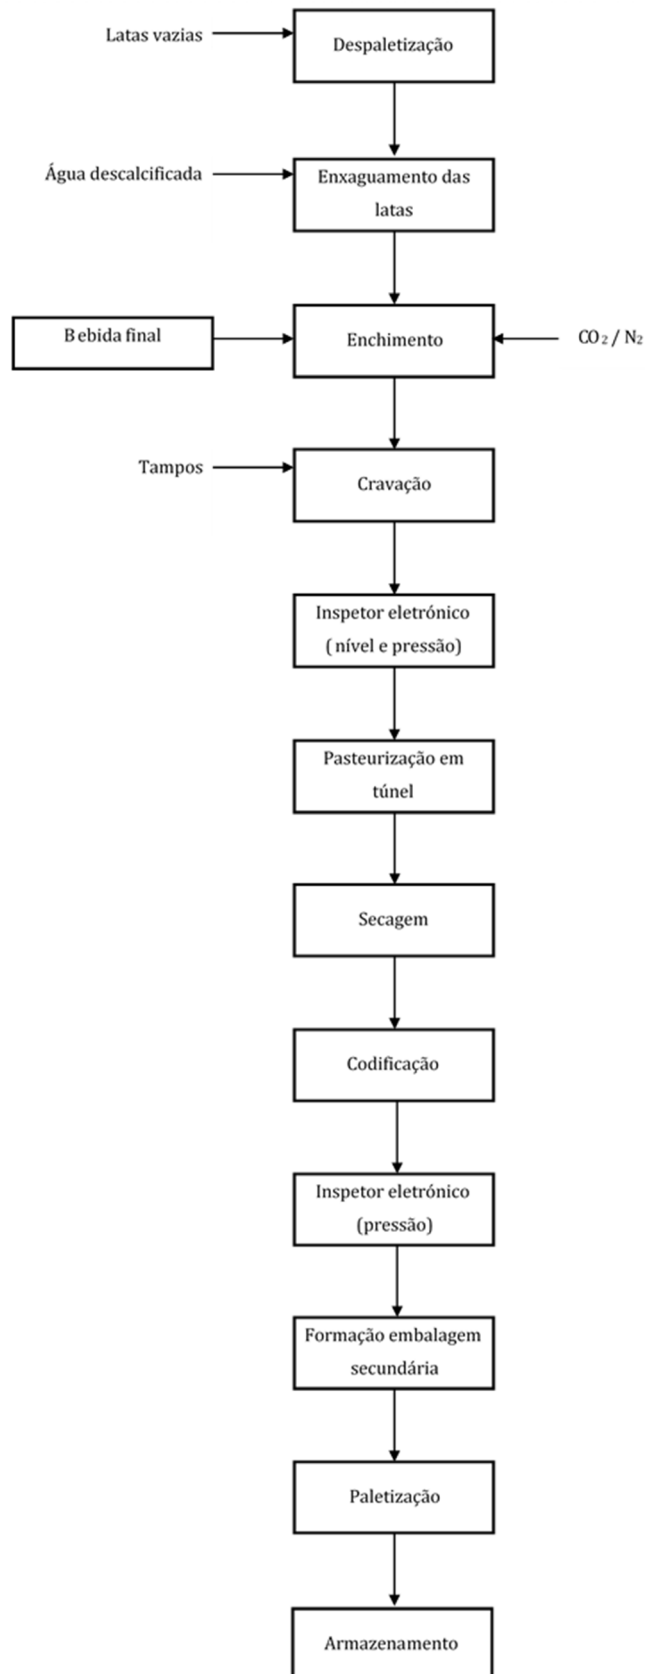 Latas vazias
Despaletização
Água descalcificada
Enxaguamento das
latas
Bebida final
Enchimento
CO₂ / N₂
Tampos
Cravação
Inspetor eletrónico
( nível e pressão)
Pasteurização em
túnel
Secagem
Codificação
Inspetor eletrónico
(pressão)
Formação embalagem
secundária
Paletização
Armazenamento